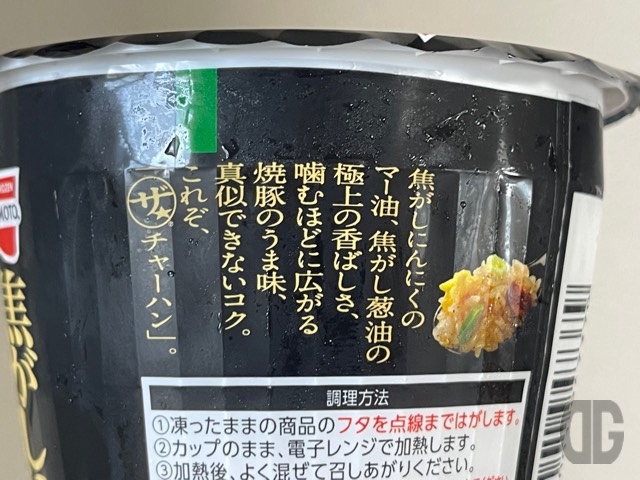 焦がしにんにくの
マー油、焦がし葱油の
極上の香ばしさ、
噛むほどに広がる
焼豚のうま味、
真似できないコク。
これぞ、
「ザ★チャーハン」。
焦がし
調理方法
①凍ったままの商品のフタを点線まではがします。
②カップのまま、電子レンジで加熱します。
③加熱後、よく混ぜて召しあがりください。
DG